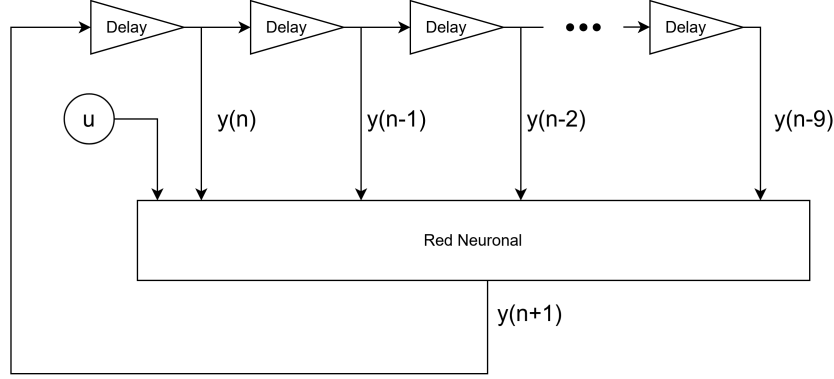 Delay
Delay
Delay
Delay
u
y(n)
y(n-1)
y(n-2)
y(n-9)
Red Neuronal
y(n+1)